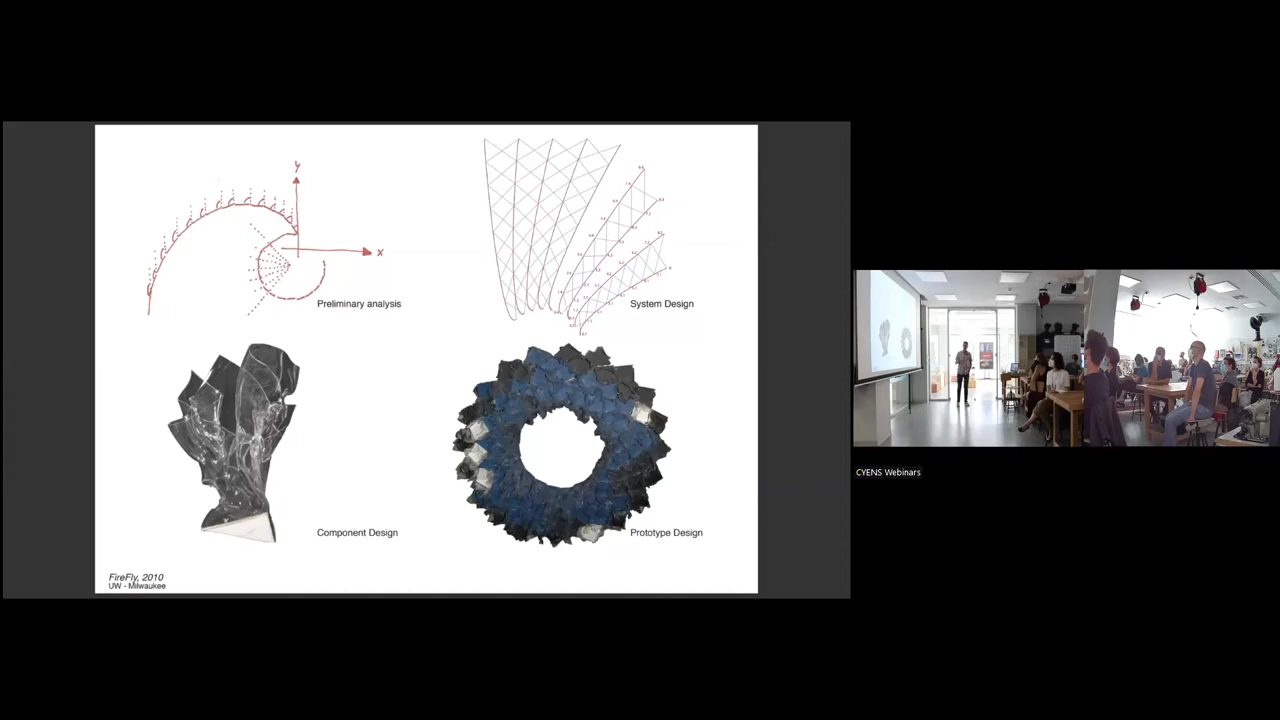 y
x
Preliminary analysis
System Design
Component Design
Prototype Design
FireFly, 2010
UW - Milwaukee
CYENS Webinars